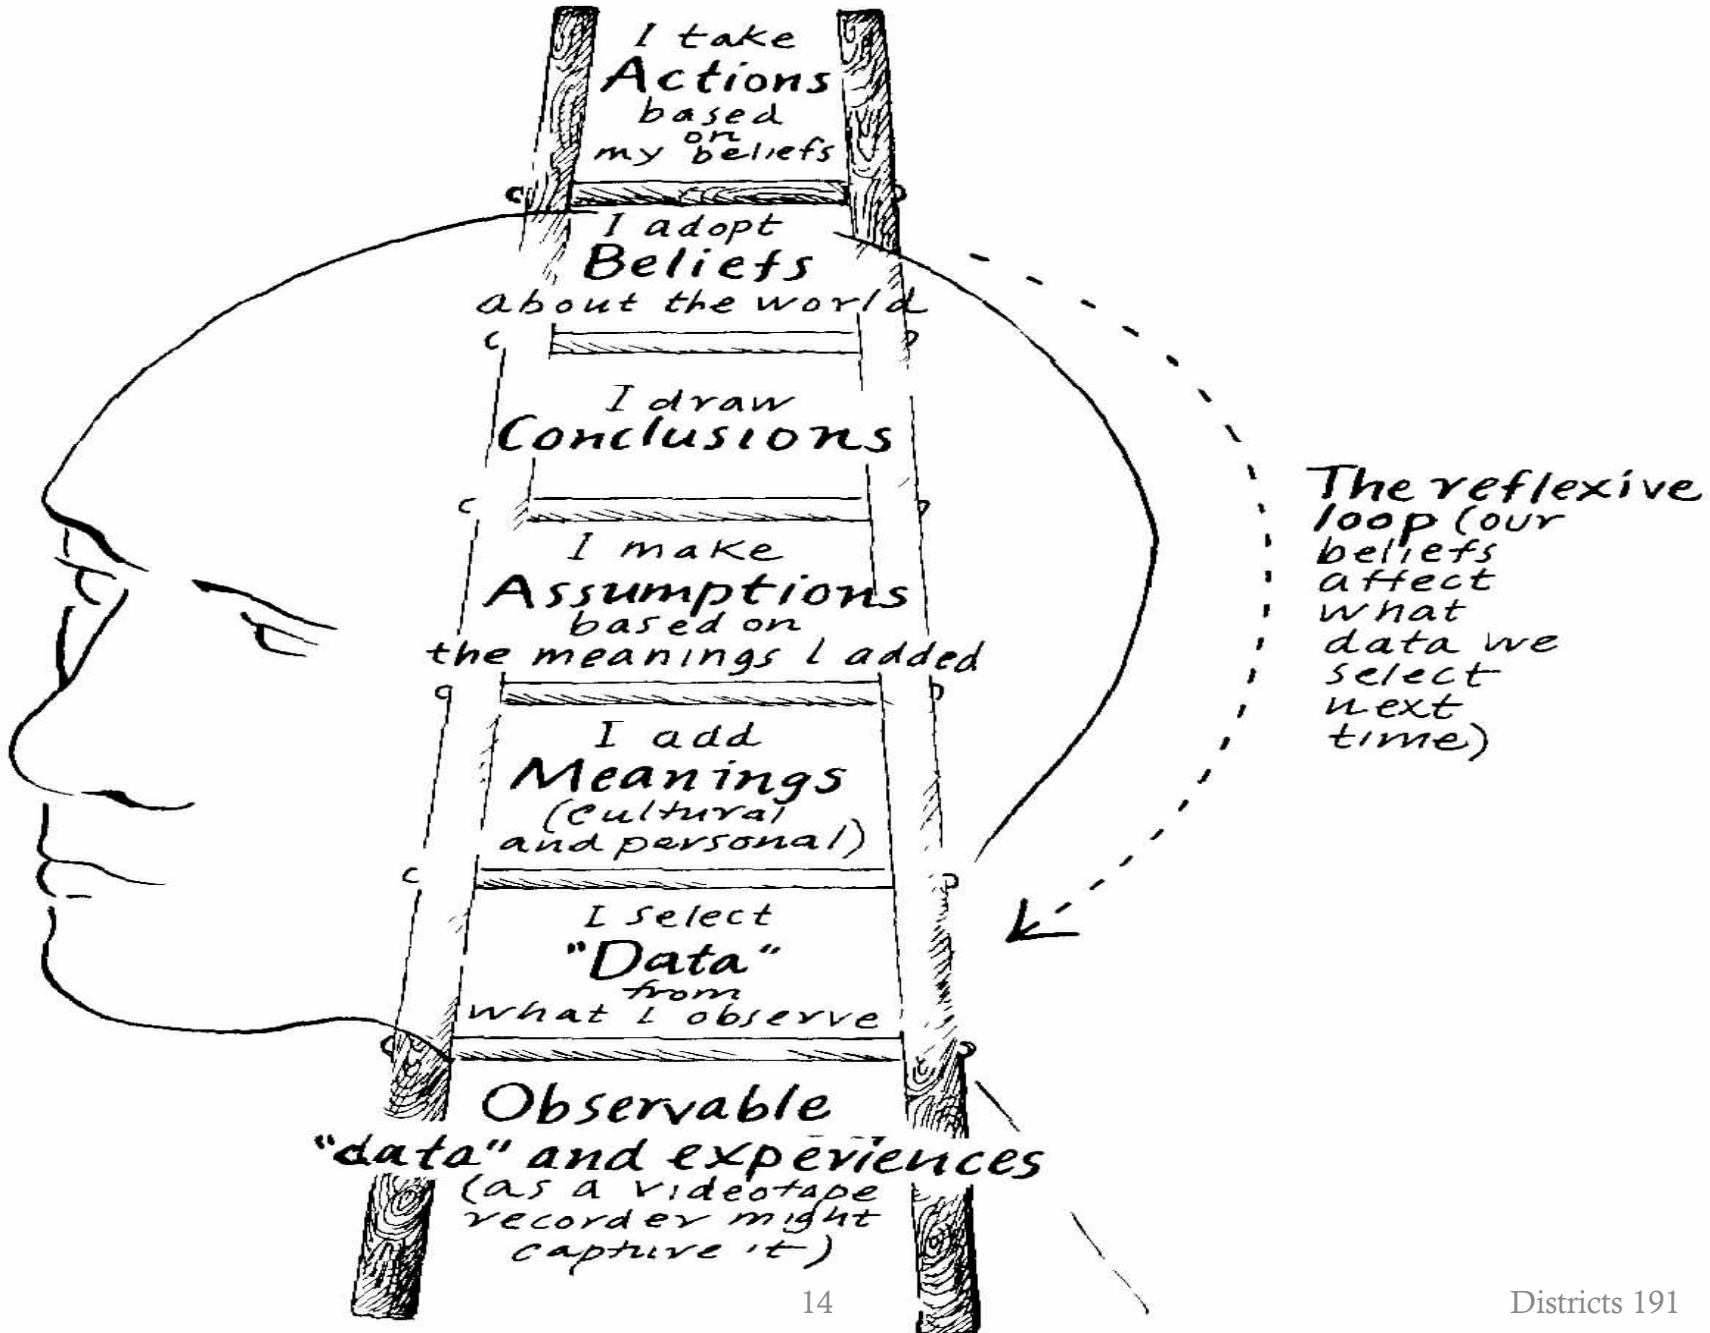 I take
Actions
based
on
my beliefs
I adopt
Beliefs
about the world
I draw
Conclusions
I make
Assumptions
based on
the meanings I added
I add
Meanings
(Cultural
and personal)
I select
"Data"
from
what I observe
Observable
"data" and experiences
(as a videotape
recorder might
capture it)
The reflexive
loop (our
beliefs
affect
what
data we
select
next
time)
14
Districts 191